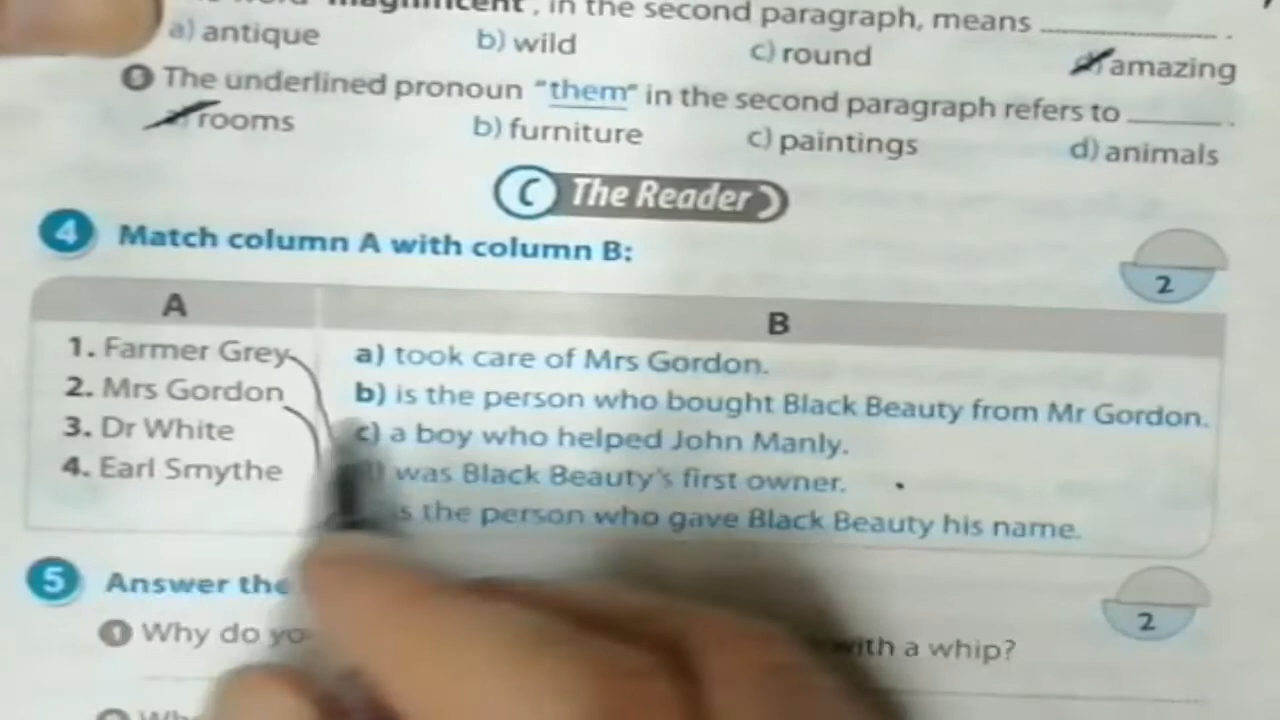 magnificent", in the second paragraph, means ............
a) antique b) wild c) round amazing
The underlined pronoun "them" in the second paragraph refers to ______.
rooms b) furniture c) paintings d) animals
C The Reader
4 Match column A with column B:
2
A B
1. Farmer Grey a) took care of Mrs Gordon.
2. Mrs Gordon b) is the person who bought Black Beauty from Mr Gordon.
3. Dr White c) a boy who helped John Manly.
4. Earl Smythe was Black Beauty's first owner.
the person who gave Black Beauty his name.
5 Answer the
2
1 Why do with a whip?